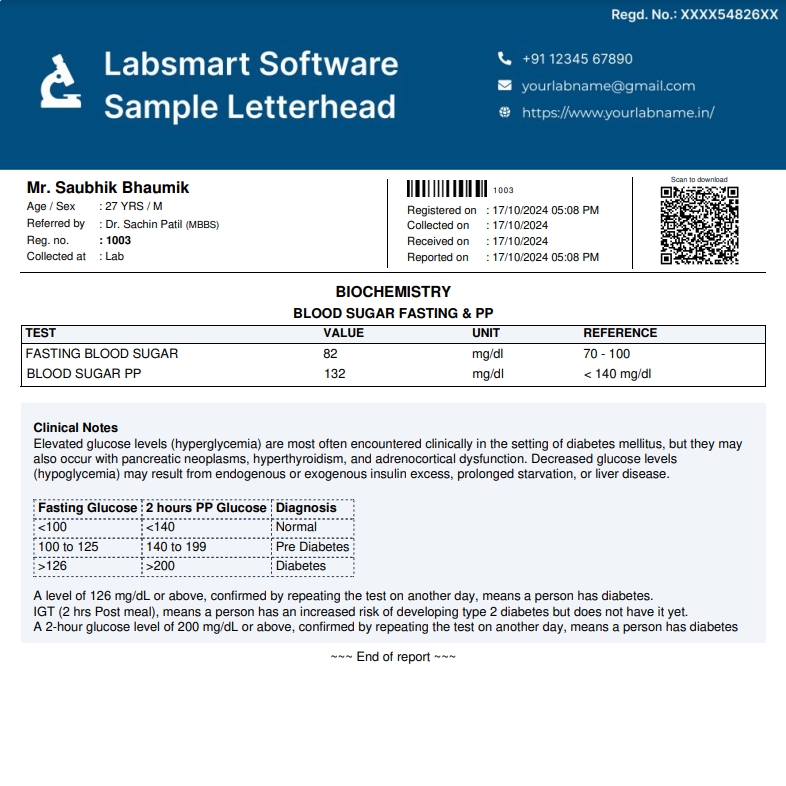 Regd. No.: XXXX54826XX
Labsmart Software
Sample Letterhead
+91 12345 67890
yourlabname@gmail.com
https://www.yourlabname.in/
Mr. Saubhik Bhaumik
Age / Sex : 27 YRS / M
Referred by : Dr. Sachin Patil (MBBS)
Reg. no. : 1003
Collected at : Lab
1003
Registered on : 17/10/2024 05:08 PM
Collected on : 17/10/2024
Received on : 17/10/2024
Reported on : 17/10/2024 05:08 PM
Scan to download
BIOCHEMISTRY
BLOOD SUGAR FASTING & PP
TEST VALUE UNIT REFERENCE
FASTING BLOOD SUGAR 82 mg/dl 70 - 100
BLOOD SUGAR PP 132 mg/dl < 140 mg/dl
Clinical Notes
Elevated glucose levels (hyperglycemia) are most often encountered clinically in the setting of diabetes mellitus, but they may
also occur with pancreatic neoplasms, hyperthyroidism, and adrenocortical dysfunction. Decreased glucose levels
(hypoglycemia) may result from endogenous or exogenous insulin excess, prolonged starvation, or liver disease.
Fasting Glucose 2 hours PP Glucose Diagnosis
<100 <140 Normal
100 to 125 140 to 199 Pre Diabetes
>126 >200 Diabetes
A level of 126 mg/dL or above, confirmed by repeating the test on another day, means a person has diabetes.
IGT (2 hrs Post meal), means a person has an increased risk of developing type 2 diabetes but does not have it yet.
A 2-hour glucose level of 200 mg/dL or above, confirmed by repeating the test on another day, means a person has diabetes
~~~ End of report ~~~